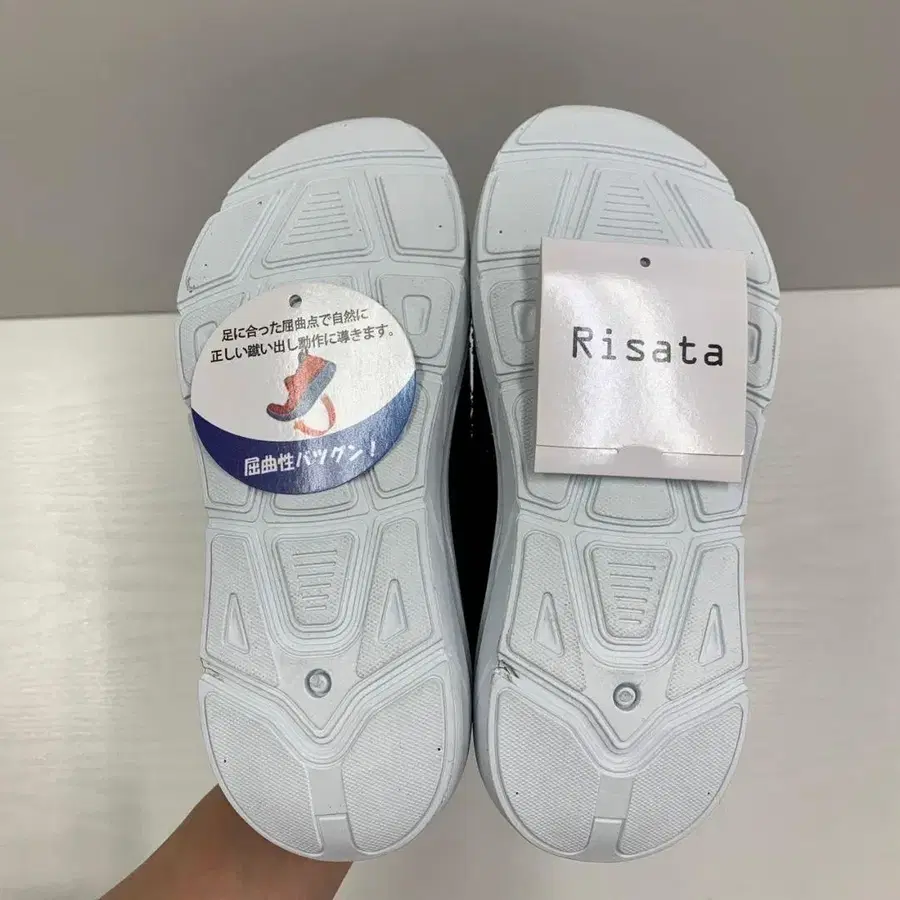 足に合った屈曲点で自然に
正しい蹴い出し動作に導きます。
屈曲性バツグン!
Risata